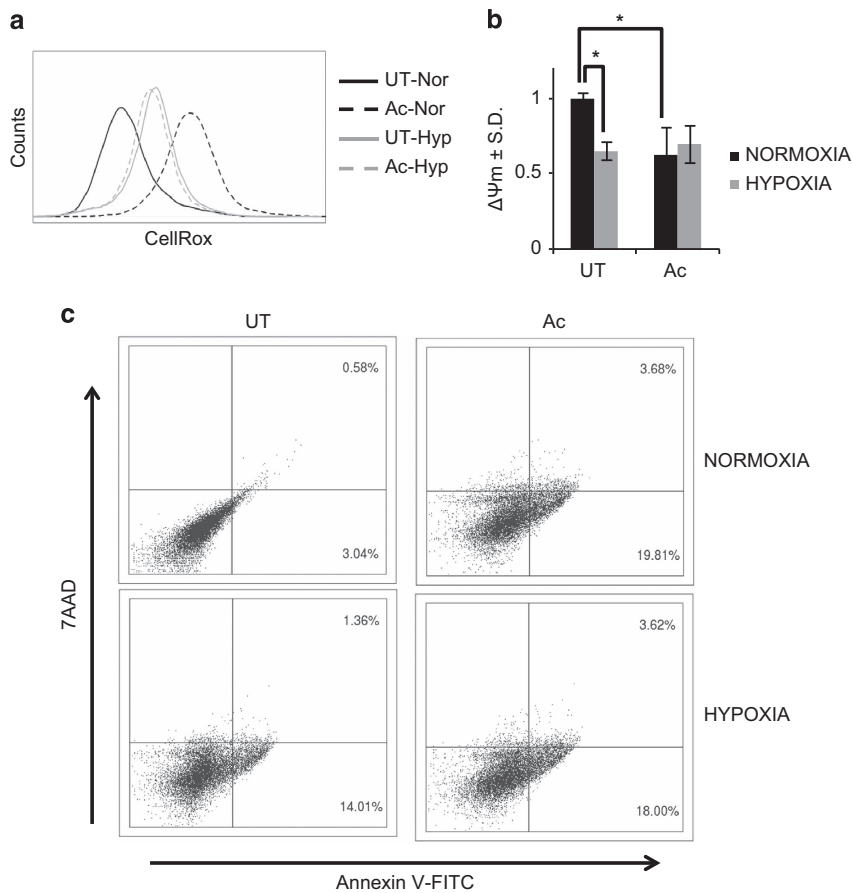 a
Counts
CellRox
UT-Nor
Ac-Nor
UT-Hyp
Ac-Hyp
b
*
*
ΔΨm ± S.D.
1
0.5
0
UT
Ac
NORMOXIA
HYPOXIA
c
UT
Ac
0.58%
3.04%
3.68%
19.81%
NORMOXIA
1.36%
14.01%
3.62%
18.00%
HYPOXIA
7AAD
Annexin V-FITC